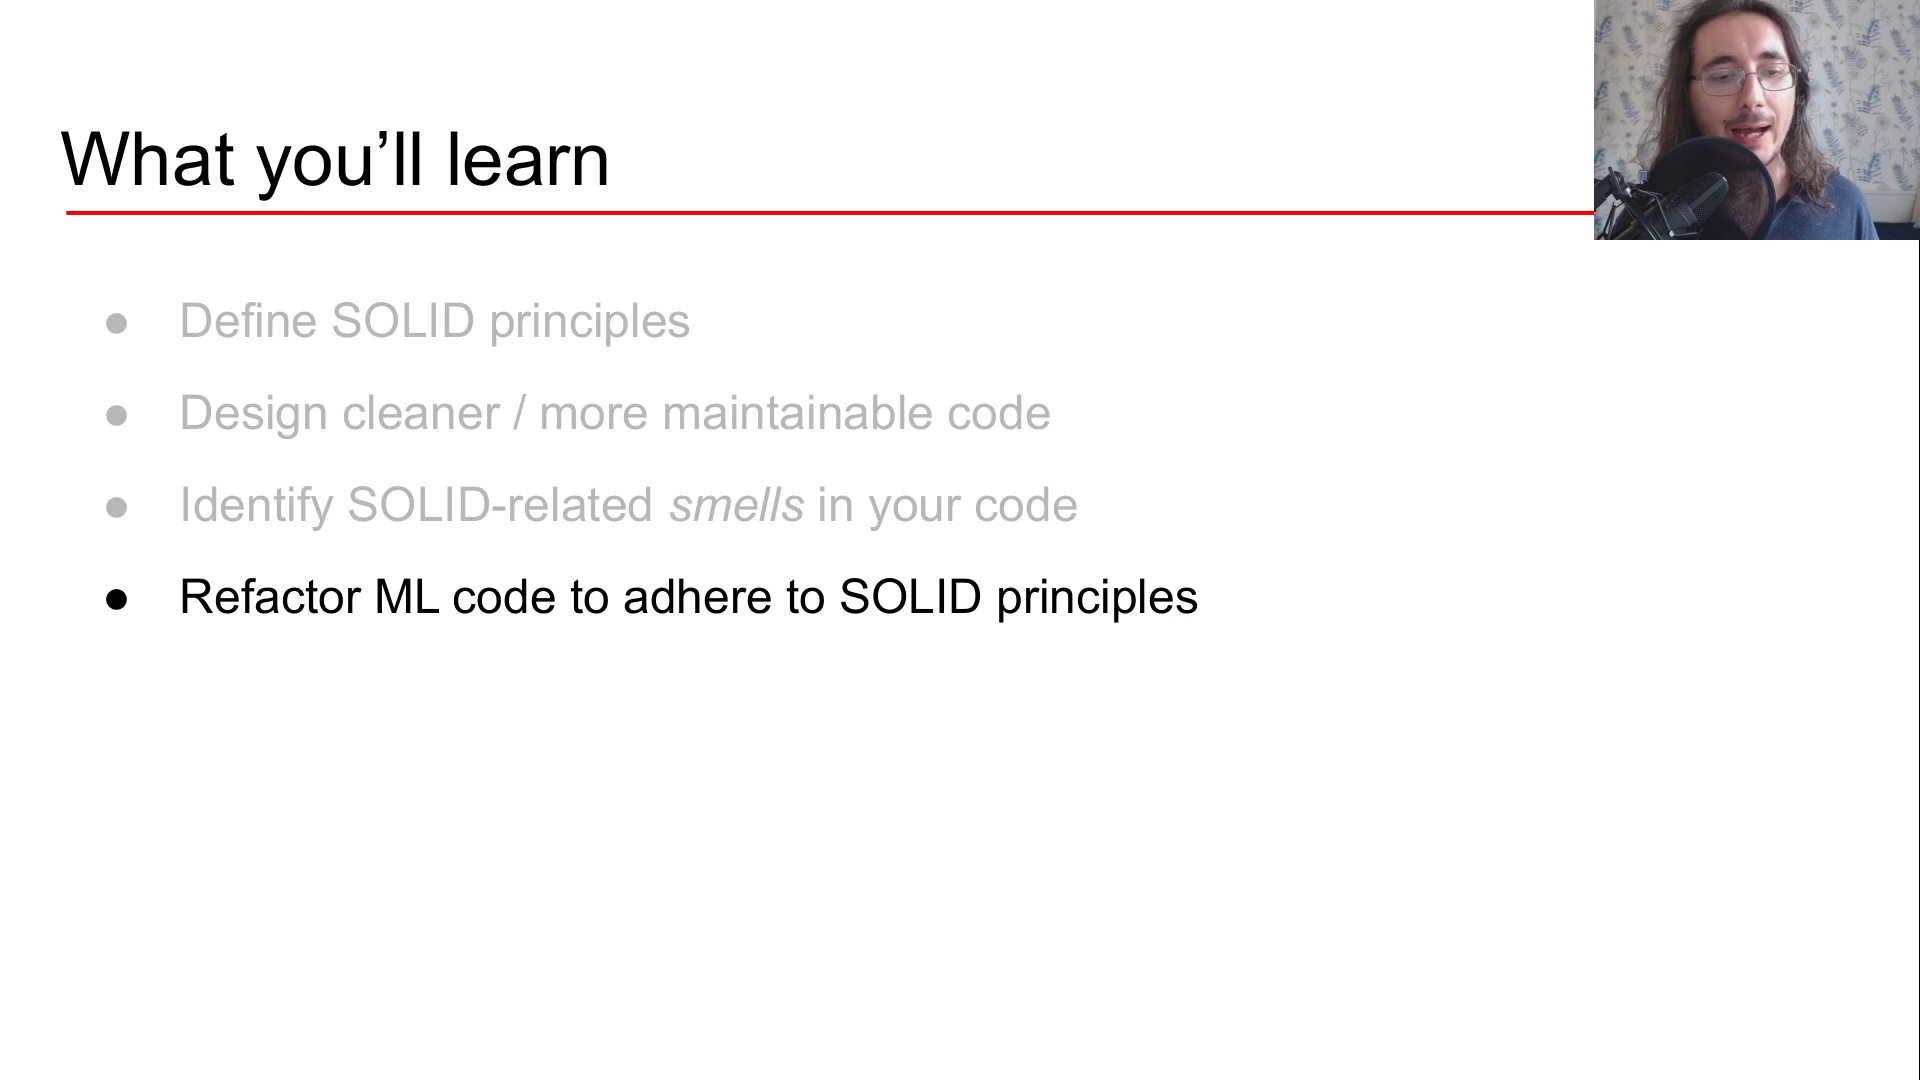 What you’ll learn
● Define SOLID principles
● Design cleaner / more maintainable code
● Identify SOLID-related smells in your code
● Refactor ML code to adhere to SOLID principles